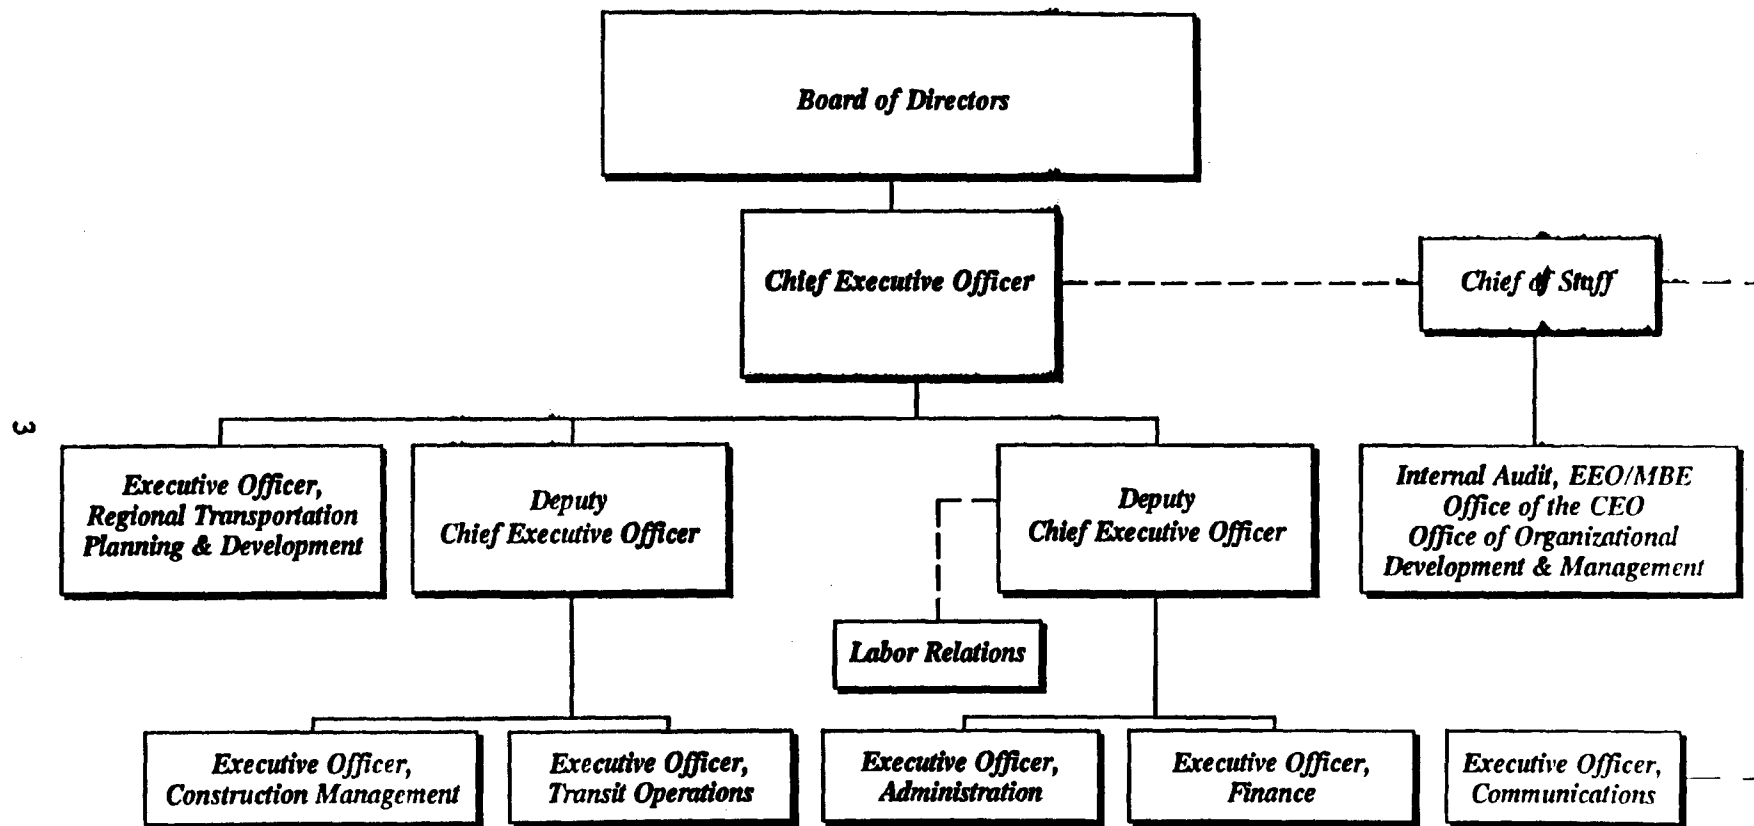 Board of Directors
Chief Executive Officer
Chief of Staff
3
Executive Officer,
Regional Transportation
Planning & Development
Deputy
Chief Executive Officer
Deputy
Chief Executive Officer
Internal Audit, EEO/MBE
Office of the CEO
Office of Organizational
Development & Management
Labor Relations
Executive Officer,
Construction Management
Executive Officer,
Transit Operations
Executive Officer,
Administration
Executive Officer,
Finance
Executive Officer,
Communications